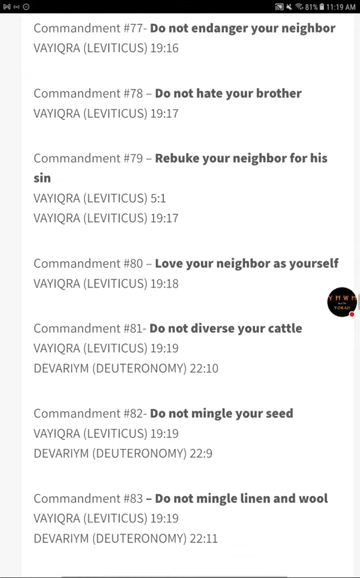 81% 11:19 AM
Commandment #77- Do not endanger your neighbor
VAYIQRA (LEVITICUS) 19:16
Commandment #78 – Do not hate your brother
VAYIQRA (LEVITICUS) 19:17
Commandment #79 – Rebuke your neighbor for his
sin
VAYIQRA (LEVITICUS) 5:1
VAYIQRA (LEVITICUS) 19:17
Commandment #80 – Love your neighbor as yourself
VAYIQRA (LEVITICUS) 19:18
Commandment #81- Do not diverse your cattle
VAYIQRA (LEVITICUS) 19:19
DEVARIYM (DEUTERONOMY) 22:10
Commandment #82- Do not mingle your seed
VAYIQRA (LEVITICUS) 19:19
DEVARIYM (DEUTERONOMY) 22:9
Commandment #83 – Do not mingle linen and wool
VAYIQRA (LEVITICUS) 19:19
DEVARIYM (DEUTERONOMY) 22:11